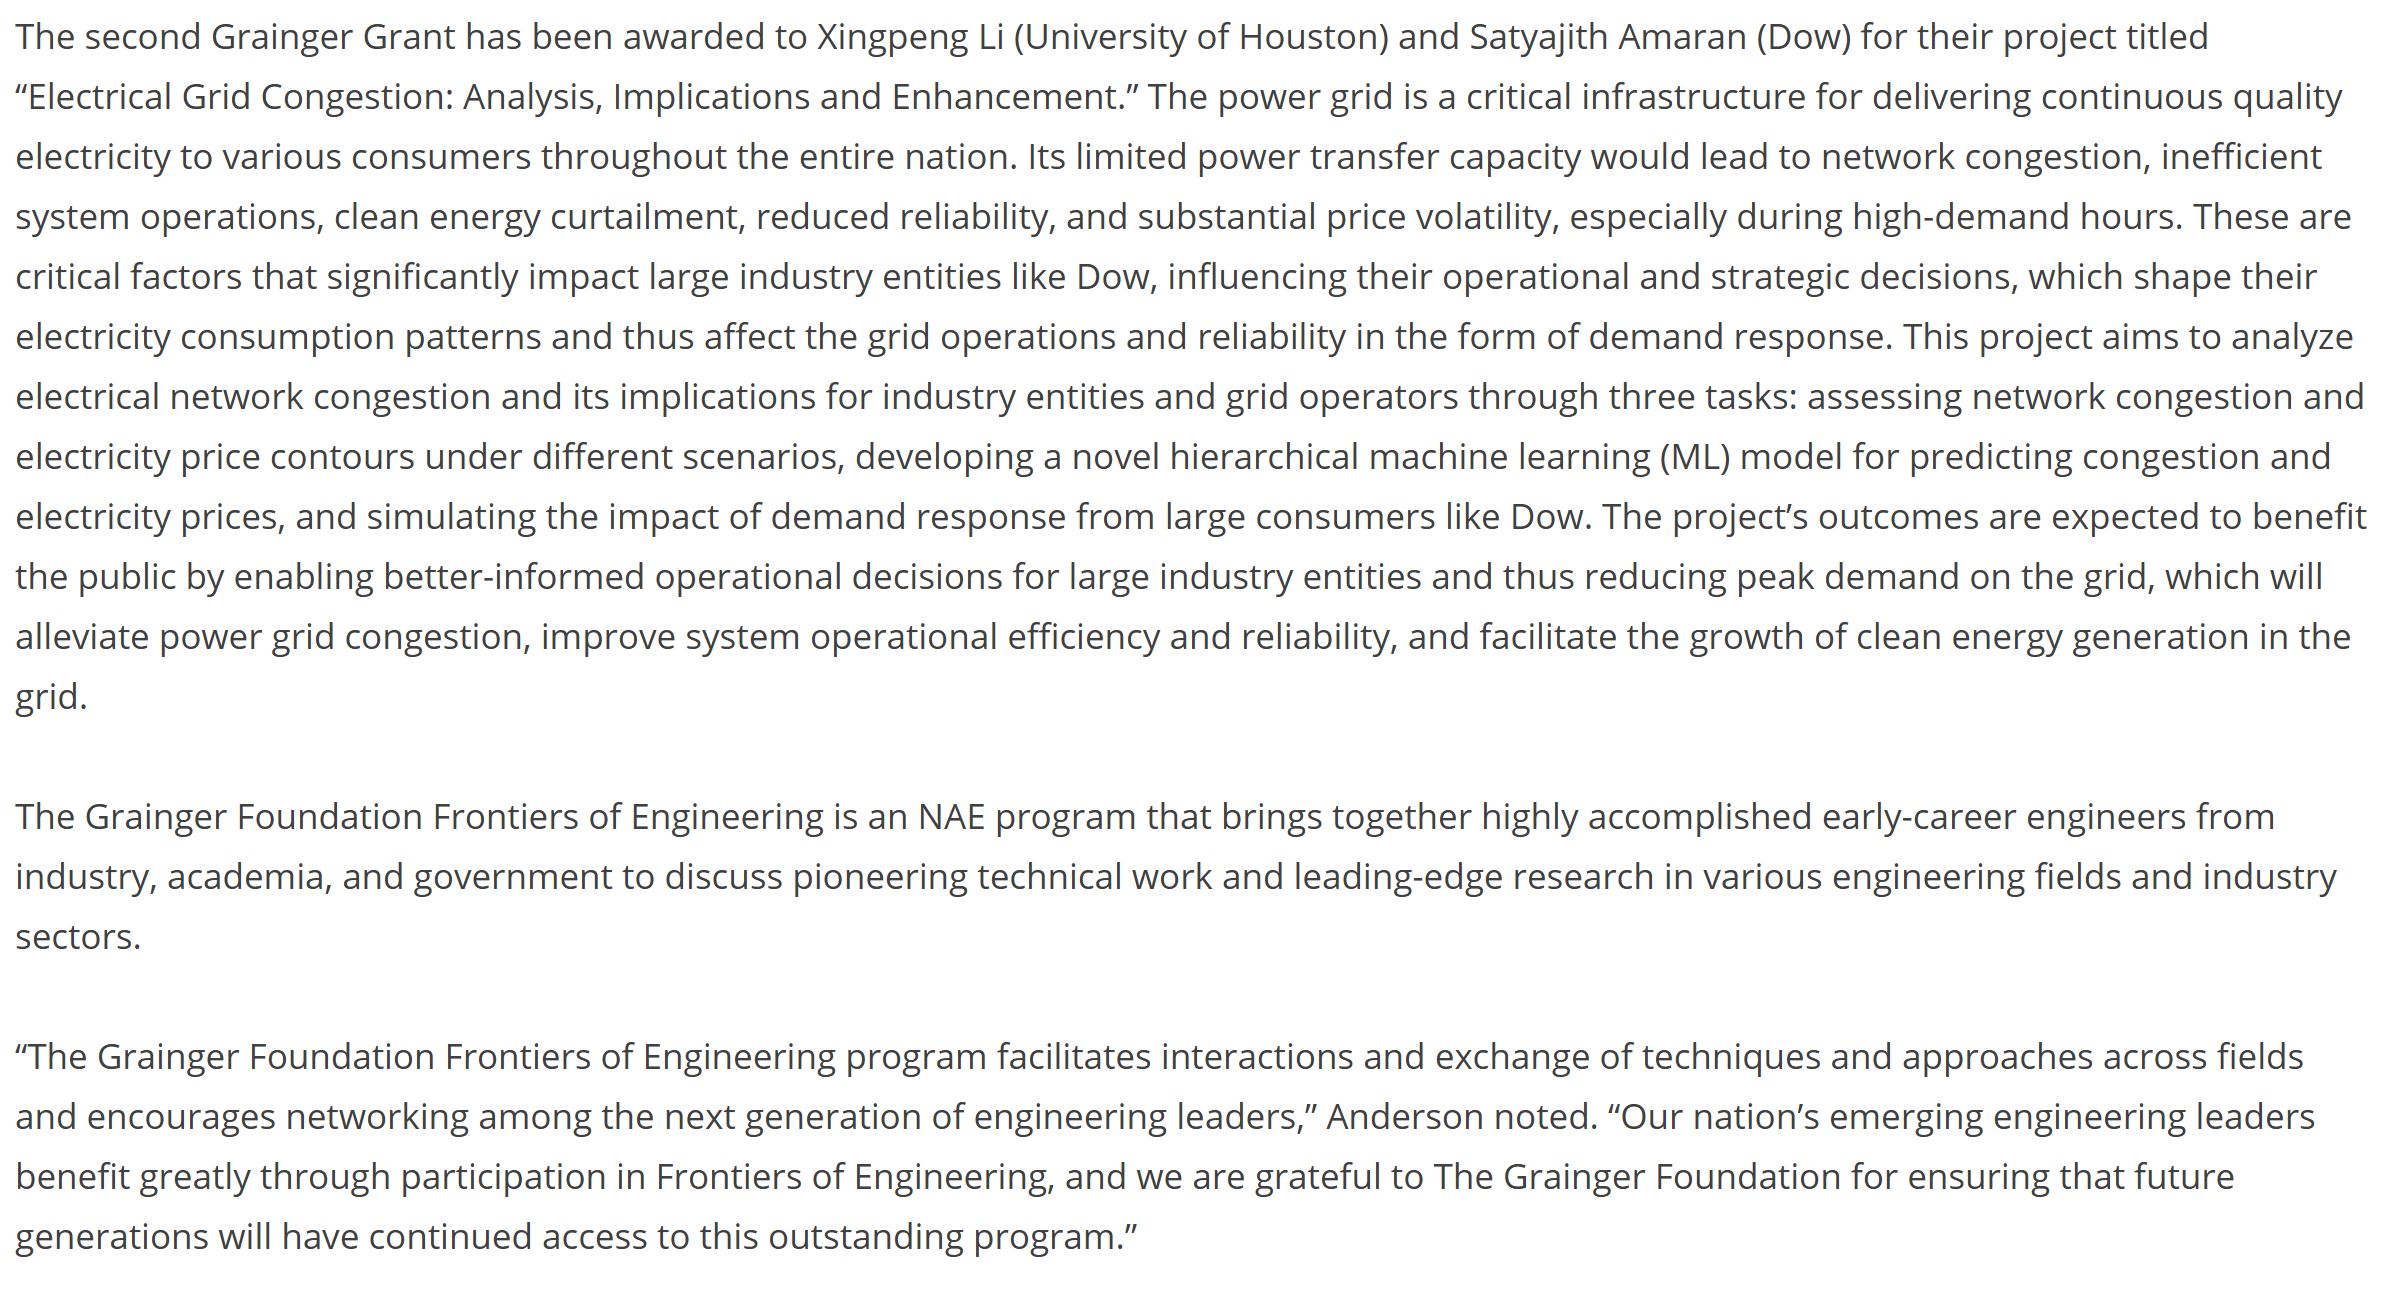 The second Grainger Grant has been awarded to Xingpeng Li (University of Houston) and Satyajith Amaran (Dow) for their project titled
“Electrical Grid Congestion: Analysis, Implications and Enhancement.” The power grid is a critical infrastructure for delivering continuous quality
electricity to various consumers throughout the entire nation. Its limited power transfer capacity would lead to network congestion, inefficient
system operations, clean energy curtailment, reduced reliability, and substantial price volatility, especially during high-demand hours. These are
critical factors that significantly impact large industry entities like Dow, influencing their operational and strategic decisions, which shape their
electricity consumption patterns and thus affect the grid operations and reliability in the form of demand response. This project aims to analyze
electrical network congestion and its implications for industry entities and grid operators through three tasks: assessing network congestion and
electricity price contours under different scenarios, developing a novel hierarchical machine learning (ML) model for predicting congestion and
electricity prices, and simulating the impact of demand response from large consumers like Dow. The project’s outcomes are expected to benefit
the public by enabling better-informed operational decisions for large industry entities and thus reducing peak demand on the grid, which will
alleviate power grid congestion, improve system operational efficiency and reliability, and facilitate the growth of clean energy generation in the
grid.
The Grainger Foundation Frontiers of Engineering is an NAE program that brings together highly accomplished early-career engineers from
industry, academia, and government to discuss pioneering technical work and leading-edge research in various engineering fields and industry
sectors.
“The Grainger Foundation Frontiers of Engineering program facilitates interactions and exchange of techniques and approaches across fields
and encourages networking among the next generation of engineering leaders,” Anderson noted. “Our nation’s emerging engineering leaders
benefit greatly through participation in Frontiers of Engineering, and we are grateful to The Grainger Foundation for ensuring that future
generations will have continued access to this outstanding program.”